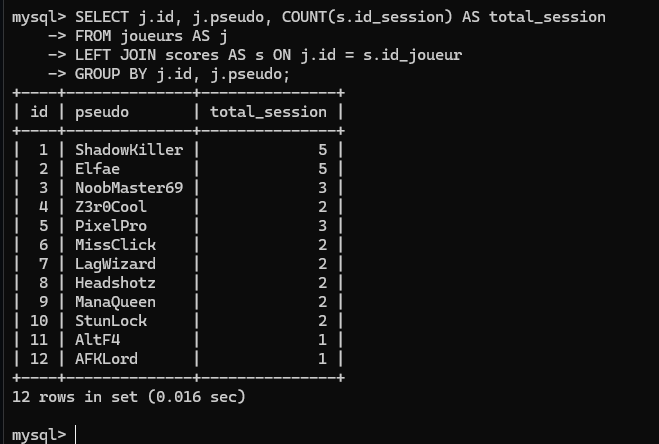 mysql> SELECT j.id, j.pseudo, COUNT(s.id_session) AS total_session
    -> FROM joueurs AS j
    -> LEFT JOIN scores AS s ON j.id = s.id_joueur
    -> GROUP BY j.id, j.pseudo;
+----+--------------+---------------+
| id | pseudo       | total_session |
+----+--------------+---------------+
|  1 | ShadowKiller |             5 |
|  2 | Elfae        |             5 |
|  3 | NoobMaster69 |             3 |
|  4 | Z3r0Cool     |             2 |
|  5 | PixelPro     |             3 |
|  6 | MissClick    |             2 |
|  7 | LagWizard    |             2 |
|  8 | Headshotz    |             2 |
|  9 | ManaQueen    |             2 |
| 10 | StunLock     |             2 |
| 11 | AltF4        |             1 |
| 12 | AFKLord      |             1 |
+----+--------------+---------------+
12 rows in set (0.016 sec)
mysql>